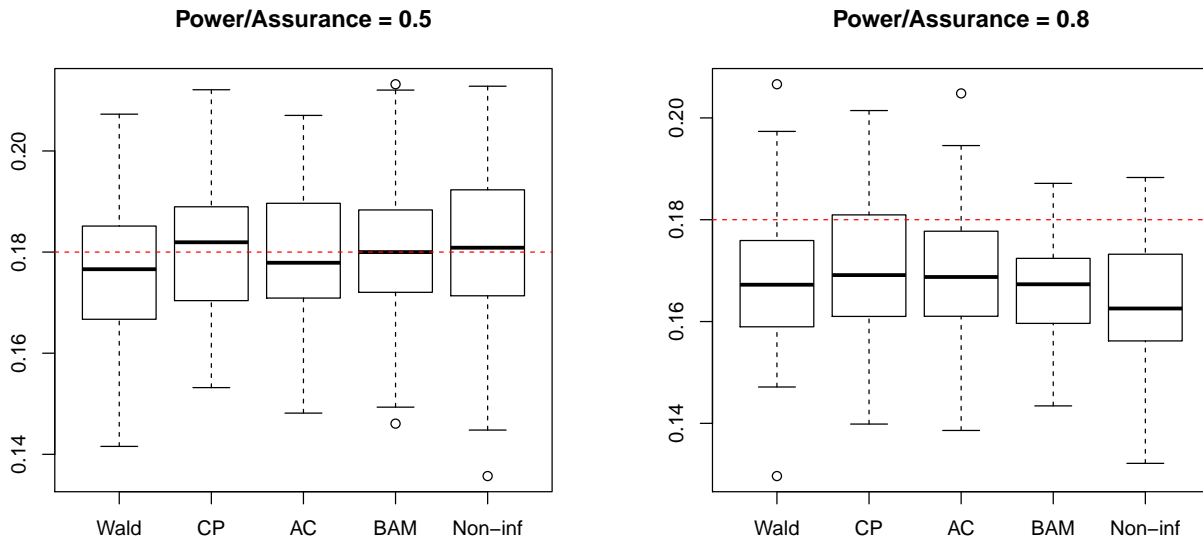 Power/Assurance = 0.5
0.20
0.18
0.16
0.14
Wald CP AC BAM Non−inf
Power/Assurance = 0.8
0.20
0.18
0.16
0.14
Wald CP AC BAM Non−inf